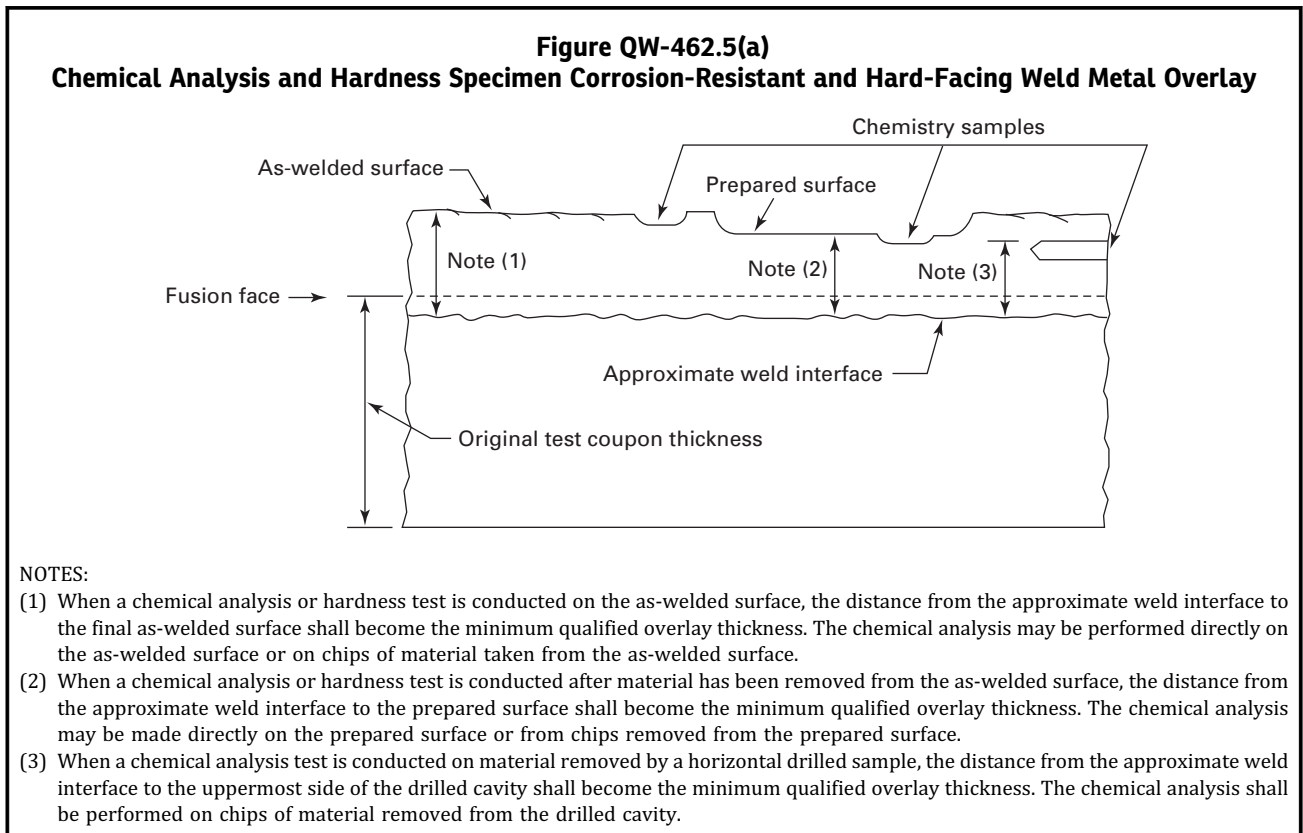 Figure QW-462.5(a)
Chemical Analysis and Hardness Specimen Corrosion-Resistant and Hard-Facing Weld Metal Overlay
Chemistry samples
As-welded surface
Prepared surface
Note (1)
Note (2)
Note (3)
Fusion face
Approximate weld interface
Original test coupon thickness
NOTES:
(1) When a chemical analysis or hardness test is conducted on the as-welded surface, the distance from the approximate weld interface to
the final as-welded surface shall become the minimum qualified overlay thickness. The chemical analysis may be performed directly on
the as-welded surface or on chips of material taken from the as-welded surface.
(2) When a chemical analysis or hardness test is conducted after material has been removed from the as-welded surface, the distance from
the approximate weld interface to the prepared surface shall become the minimum qualified overlay thickness. The chemical analysis
may be made directly on the prepared surface or from chips removed from the prepared surface.
(3) When a chemical analysis test is conducted on material removed by a horizontal drilled sample, the distance from the approximate weld
interface to the uppermost side of the drilled cavity shall become the minimum qualified overlay thickness. The chemical analysis shall
be performed on chips of material removed from the drilled cavity.